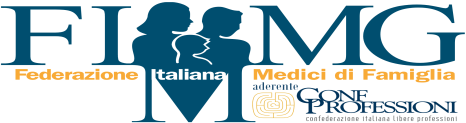 FIMMG
Federazione Italiana Medici di Famiglia
aderente CONFPROFESSIONI
confederazione italiana libere professioni